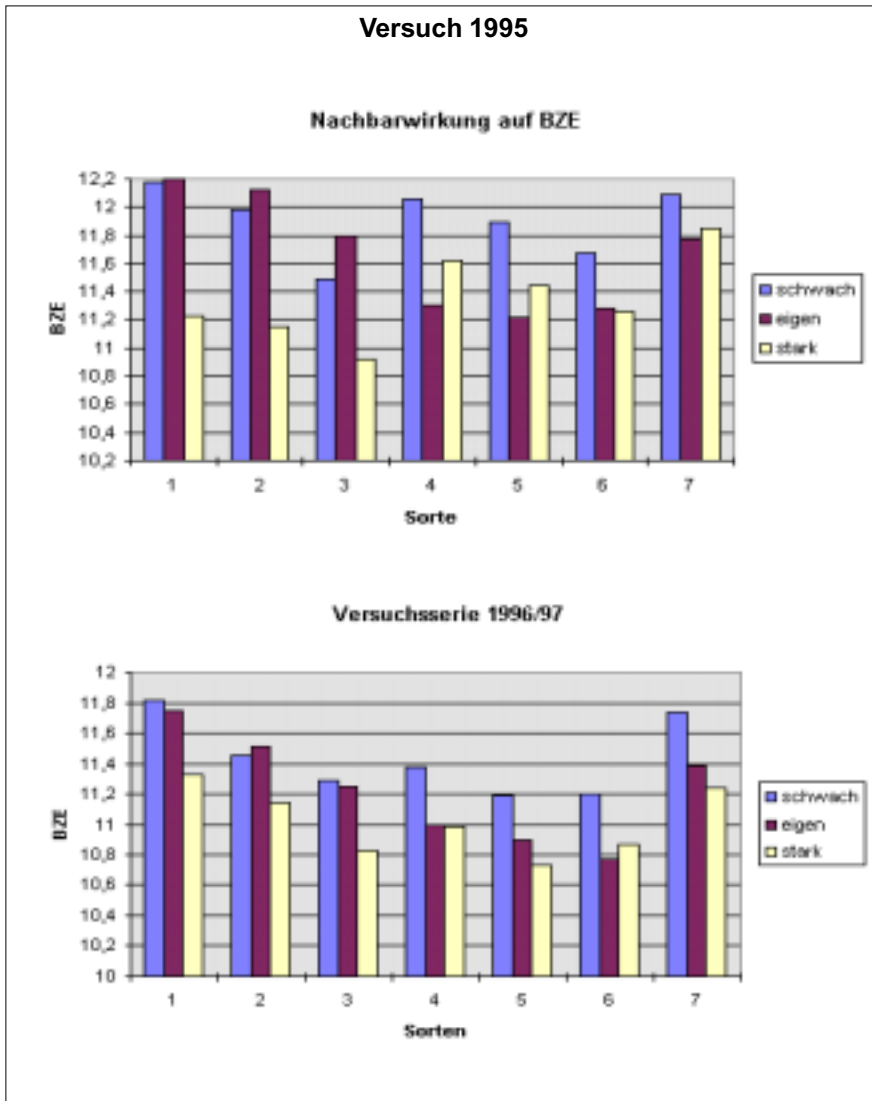 Versuch 1995
Nachbarwirkung auf BZE
12,2
12
11,8
11,6
11,4
11,2
11
10,8
10,6
10,4
10,2
BZE
1 2 3 4 5 6 7
Sorte
schwach
eigen
stark
Versuchsserie 1996/97
12
11,8
11,6
11,4
11,2
11
10,8
10,6
10,4
10,2
10
BZE
1 2 3 4 5 6 7
Sorten
schwach
eigen
stark